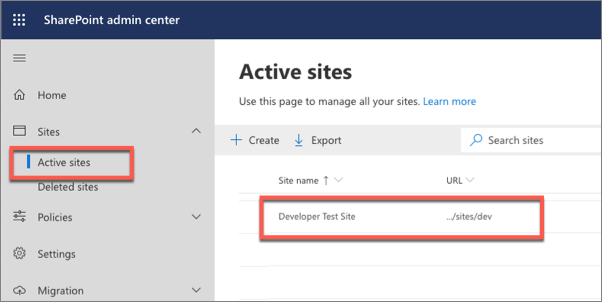 SharePoint admin center
Home
Sites
Active sites
Deleted sites
Policies
Settings
Migration
Active sites
Use this page to manage all your sites. Learn more
Create Export Search sites
Site name ↑ URL
Developer Test Site .../sites/dev